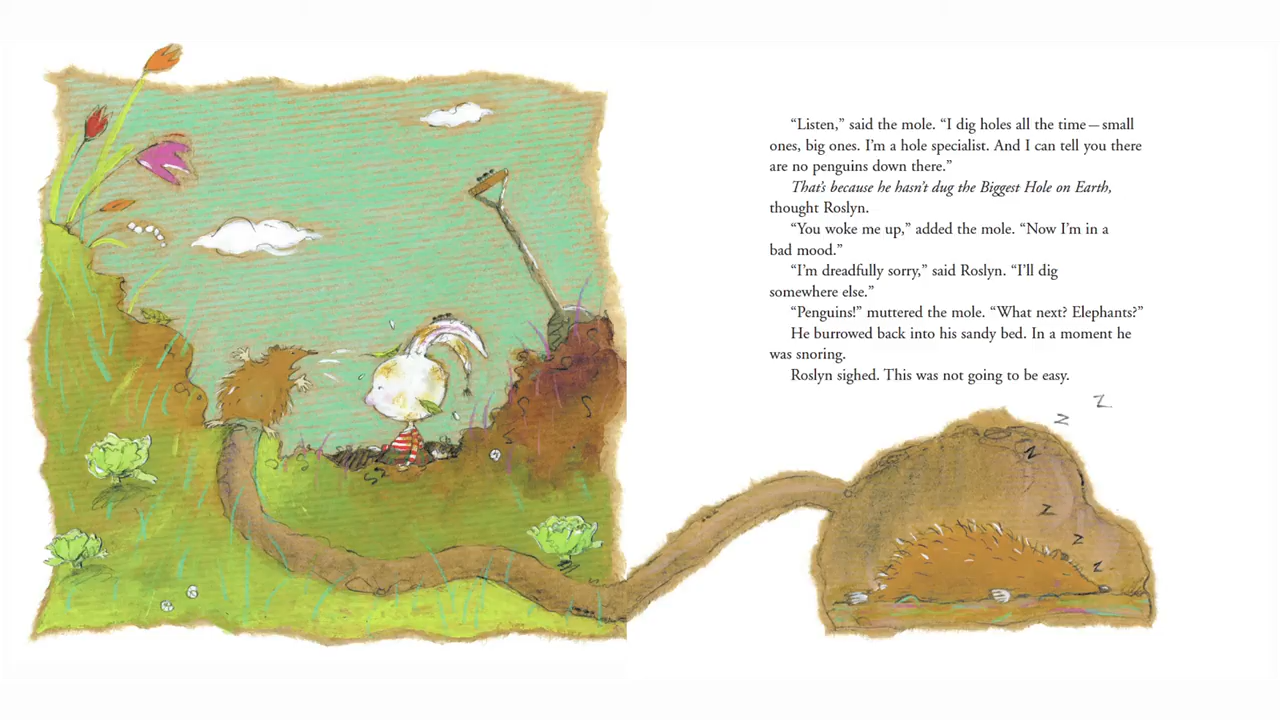 “Listen,” said the mole. “I dig holes all the time — small
ones, big ones. I’m a hole specialist. And I can tell you there
are no penguins down there.”
That’s because he hasn’t dug the Biggest Hole on Earth,
thought Roslyn.
“You woke me up,” added the mole. “Now I’m in a
bad mood.”
“I’m dreadfully sorry,” said Roslyn. “I’ll dig
somewhere else.”
“Penguins!” muttered the mole. “What next? Elephants?”
He burrowed back into his sandy bed. In a moment he
was snoring.
Roslyn sighed. This was not going to be easy.
z
z
z
z
z
z